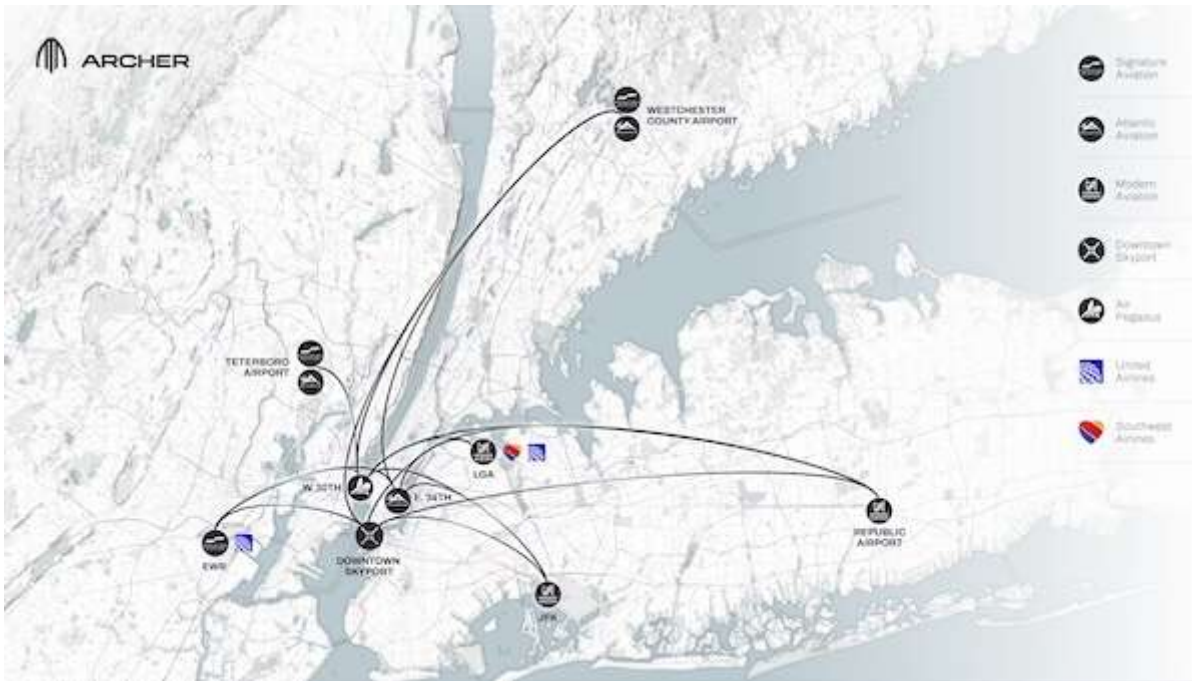 ARCHER
WESTCHESTER
COUNTY AIRPORT
TETERBORO
AIRPORT
LGA
W. 30TH
E. 34TH
EWR
DOWNTOWN
SKYPORT
REPUBLIC
AIRPORT
JFK
Signature
Aviation
Atlantic
Aviation
Modern
Aviation
Downtown
Skyport
Air
Pegasus
United
Airlines
Southwest
Airlines